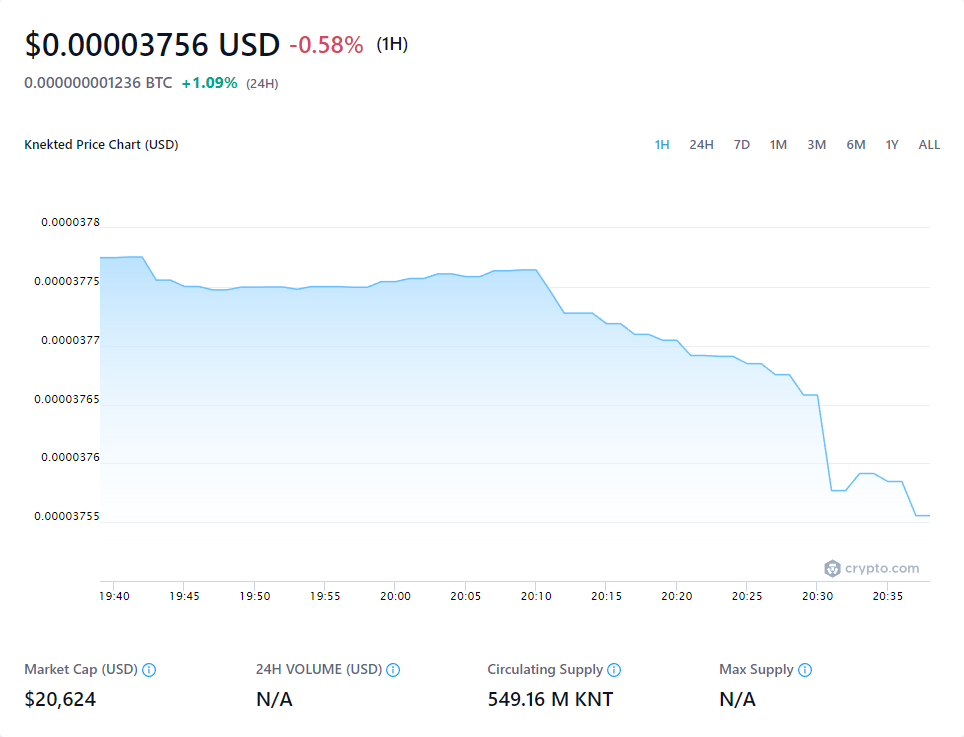 $0.00003756 USD -0.58% (1H)
0.000000001236 BTC +1.09% (24H)
Knekted Price Chart (USD) 1H 24H 7D 1M 3M 6M 1Y ALL
0.0000378
0.00003775
0.0000377
0.00003765
0.0000376
0.00003755
crypto.com
19:40 19:45 19:50 19:55 20:00 20:05 20:10 20:15 20:20 20:25 20:30 20:35
Market Cap (USD) 24H VOLUME (USD) Circulating Supply Max Supply
$20,624 N/A 549.16 M KNT N/A